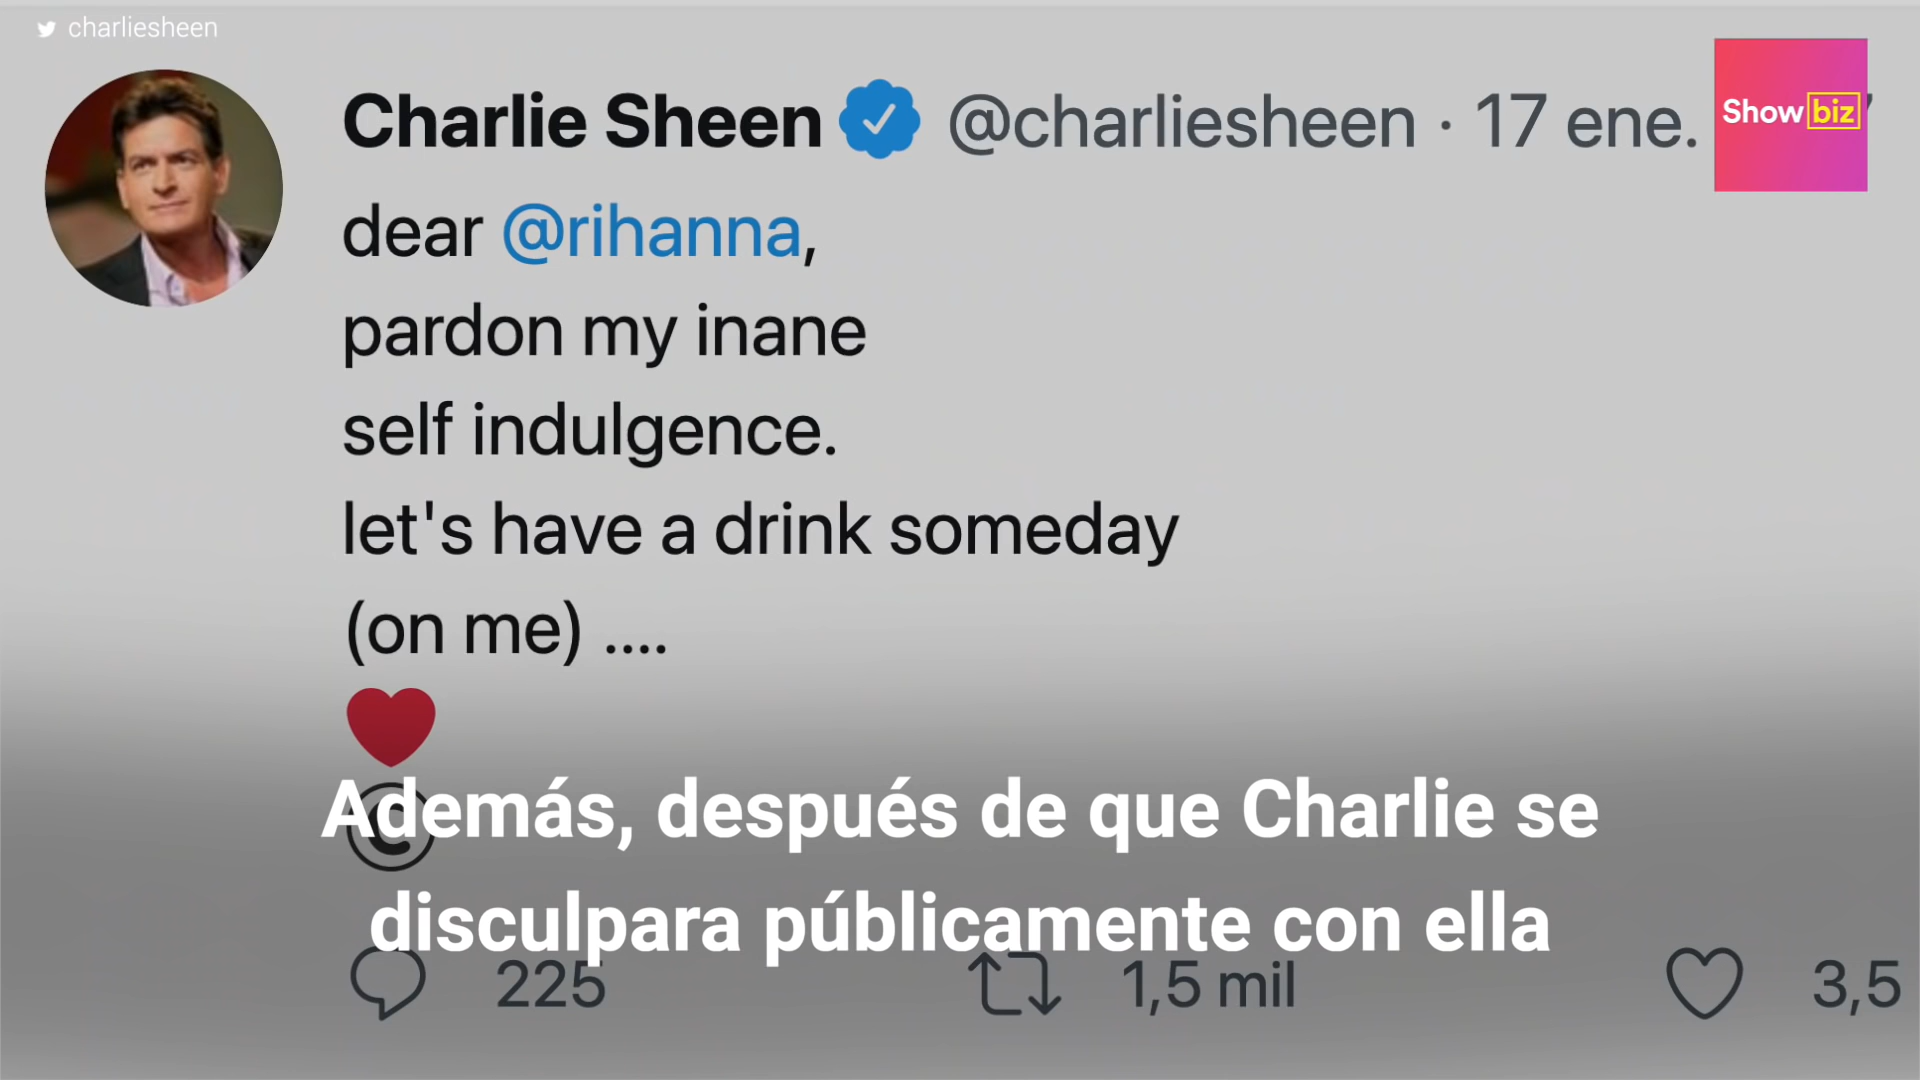 charliesheen
Charlie Sheen @charliesheen · 17 ene.
Show biz
dear @rihanna,
pardon my inane
self indulgence.
let's have a drink someday
(on me) ....
©
Además, después de que Charlie se
disculpara públicamente con ella
225 1,5 mil 3,5